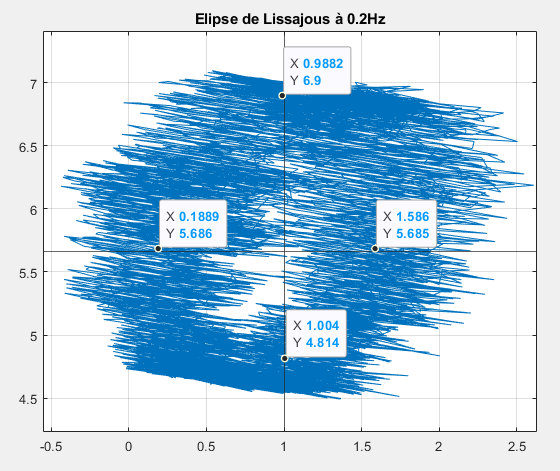 Elipse de Lissajous à 0.2Hz
X 0.9882
Y 6.9
X 0.1889
Y 5.686
X 1.586
Y 5.685
X 1.004
Y 4.814
7
6.5
6
5.5
5
4.5
-0.5
0
0.5
1
1.5
2
2.5